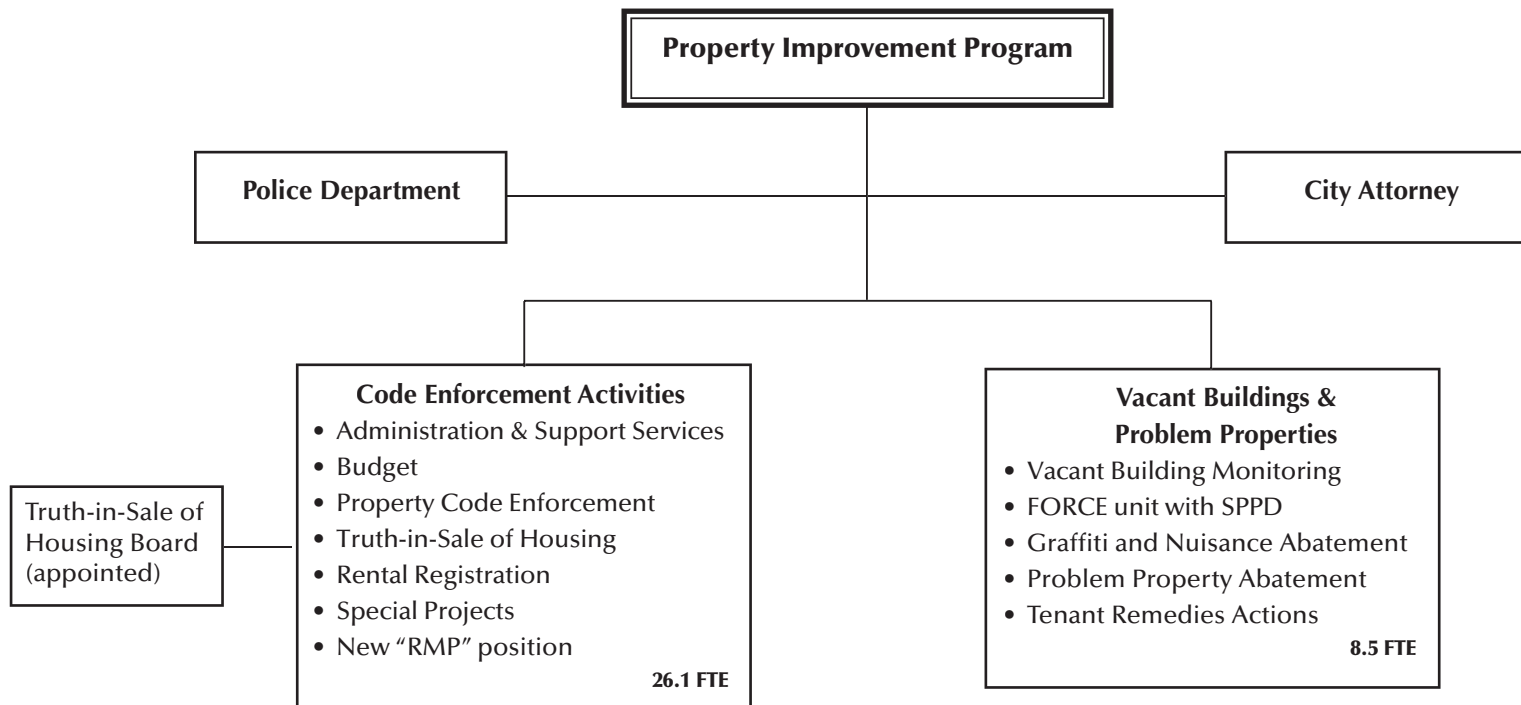 Property Improvement Program
Police Department
City Attorney
Code Enforcement Activities
• Administration & Support Services
• Budget
• Property Code Enforcement
• Truth-in-Sale of Housing
• Rental Registration
• Special Projects
• New “RMP” position
26.1 FTE
Truth-in-Sale of
Housing Board
(appointed)
Vacant Buildings &
Problem Properties
• Vacant Building Monitoring
• FORCE unit with SPPD
• Graffiti and Nuisance Abatement
• Problem Property Abatement
• Tenant Remedies Actions
8.5 FTE